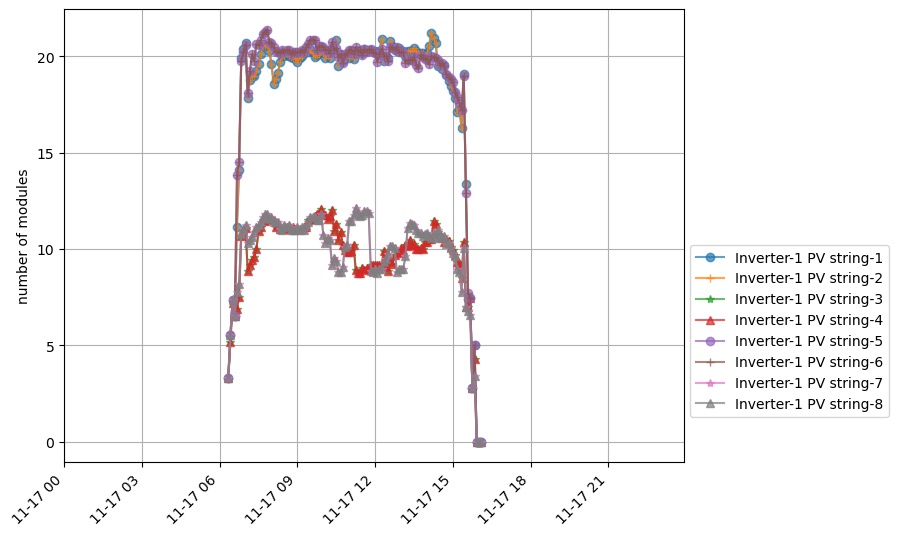 number of modules
20
15
10
5
0
11-17 00
11-17 03
11-17 06
11-17 09
11-17 12
11-17 15
11-17 18
11-17 21
Inverter-1 PV string-1
Inverter-1 PV string-2
Inverter-1 PV string-3
Inverter-1 PV string-4
Inverter-1 PV string-5
Inverter-1 PV string-6
Inverter-1 PV string-7
Inverter-1 PV string-8